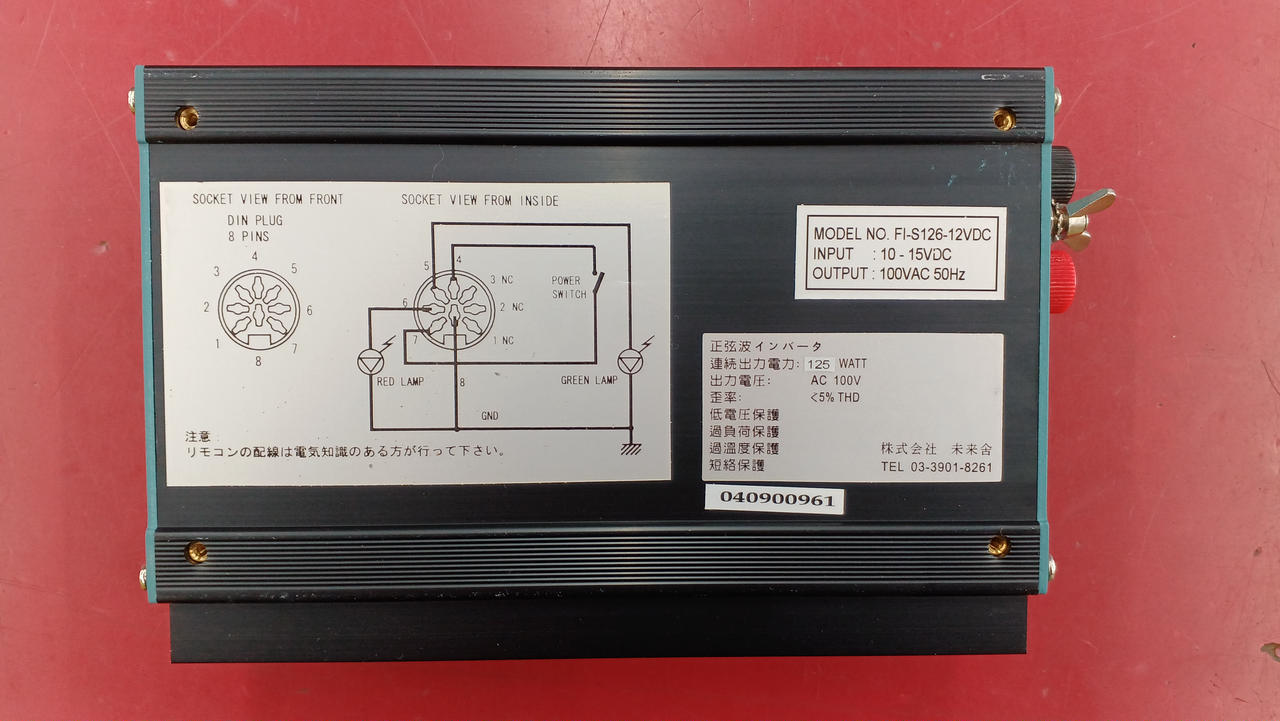 SOCKET VIEW FROM FRONT
DIN PLUG
8 PINS
4
3 5
2 6
1 7
8
SOCKET VIEW FROM INSIDE
5 4
3 NC
6 2 NC
7 1 NC
POWER
SWITCH
RED LAMP
8
GREEN LAMP
GND
注意
リモコンの配線は電気知識のある方が行って下さい。
MODEL NO. FI-S126-12VDC
INPUT : 10 - 15VDC
OUTPUT : 100VAC 50Hz
正弦波インバータ
連続出力電力: 125 WATT
出力電圧: AC 100V
歪率: <5% THD
低電圧保護
過負荷保護
過溫度保護 株式会社 未来舎
短絡保護 TEL 03-3901-8261
040900961